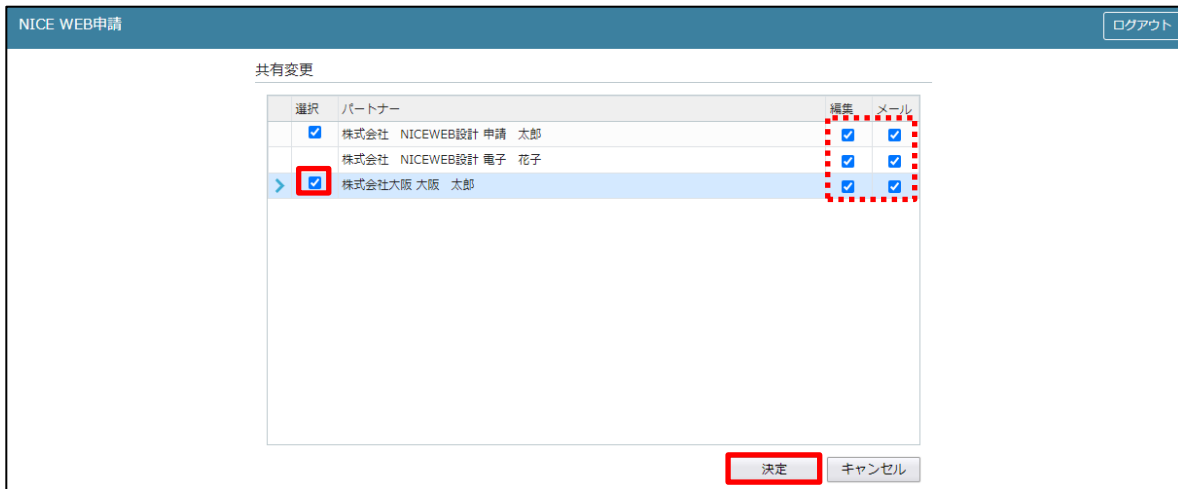 NICE WEB申請 ログアウト
共有変更
選択 パートナー 編集 メール
株式会社　NICEWEB設計 申請　太郎
株式会社　NICEWEB設計 電子　花子
株式会社大阪 大阪　太郎
決定 キャンセル